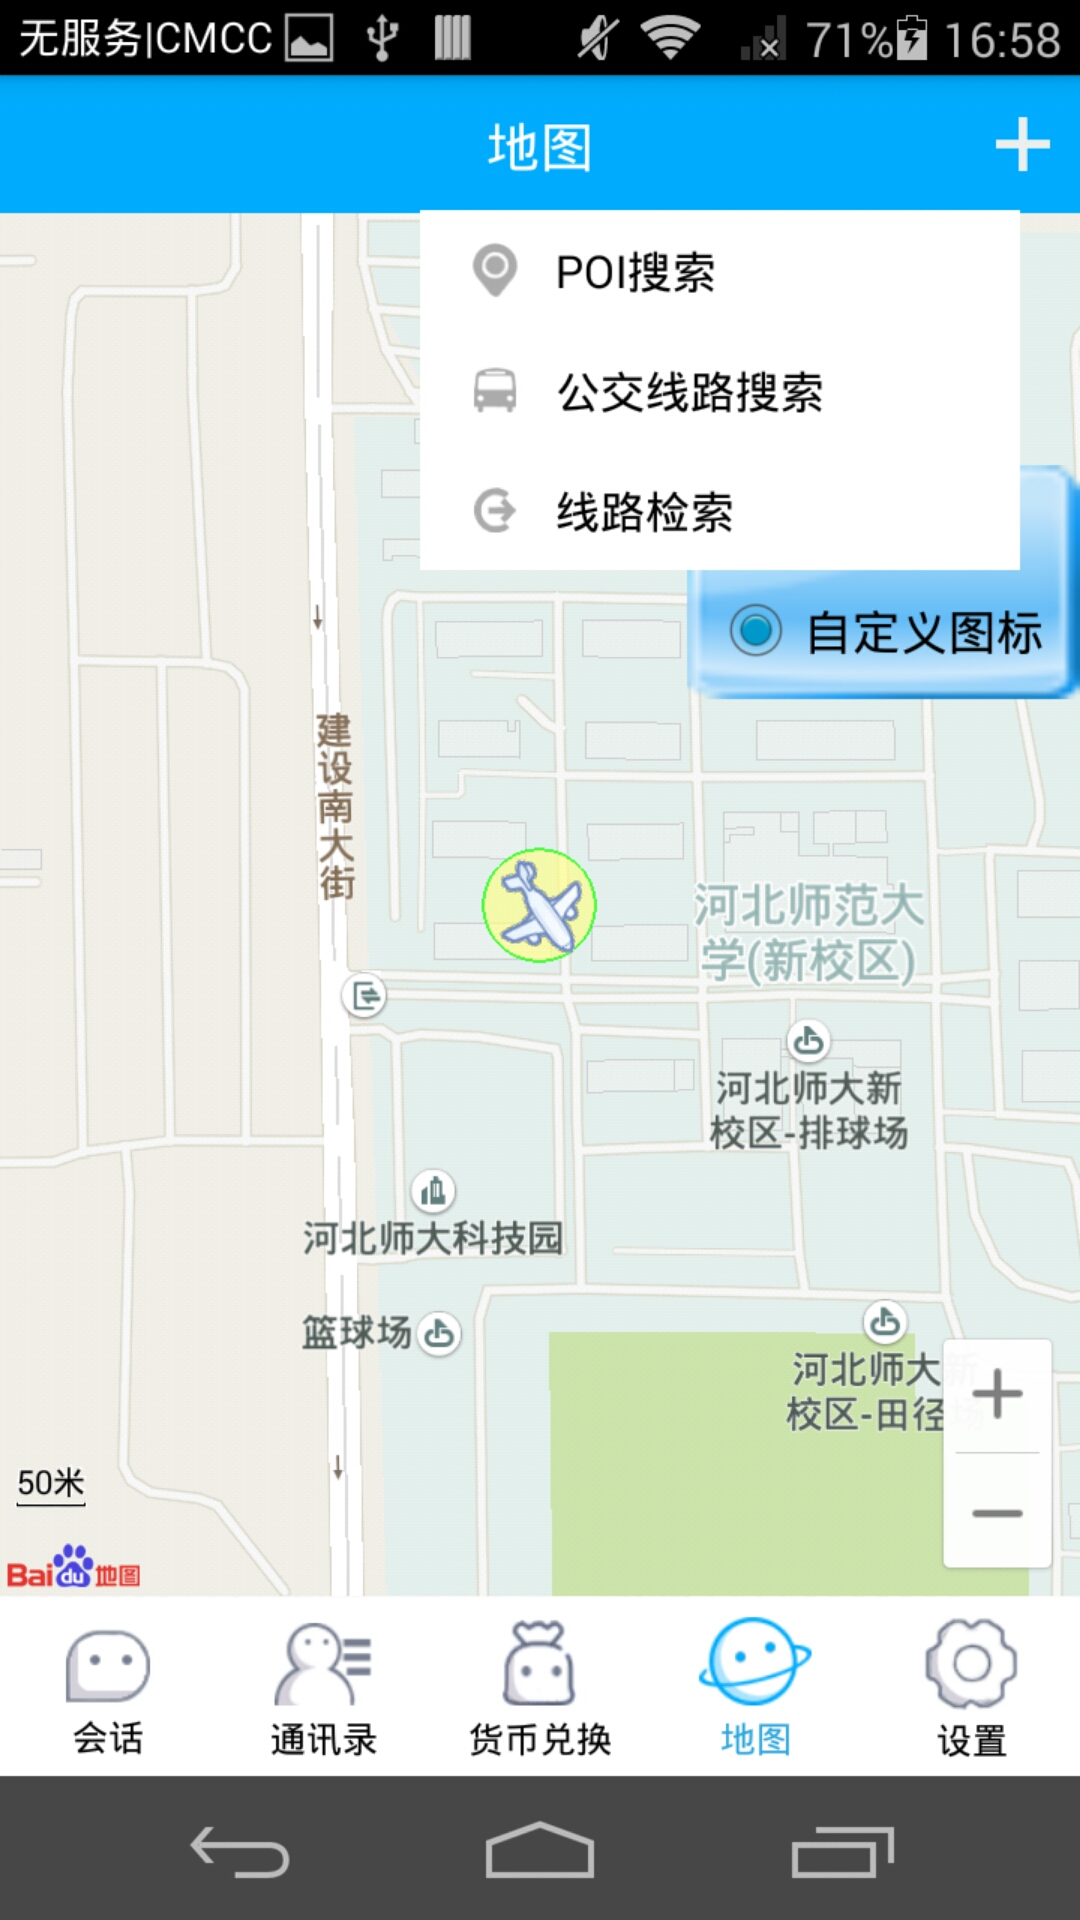 无服务|CMCC 71% 16:58
地图
POI搜索
公交线路搜索
线路检索
自定义图标
建设南大街
河北师范大
学(新校区)
河北师大新
校区-排球场
河北师大科技园
篮球场
河北师大新
校区-田径场
50米
Bai du 地图
会话 通讯录 货币兑换 地图 设置